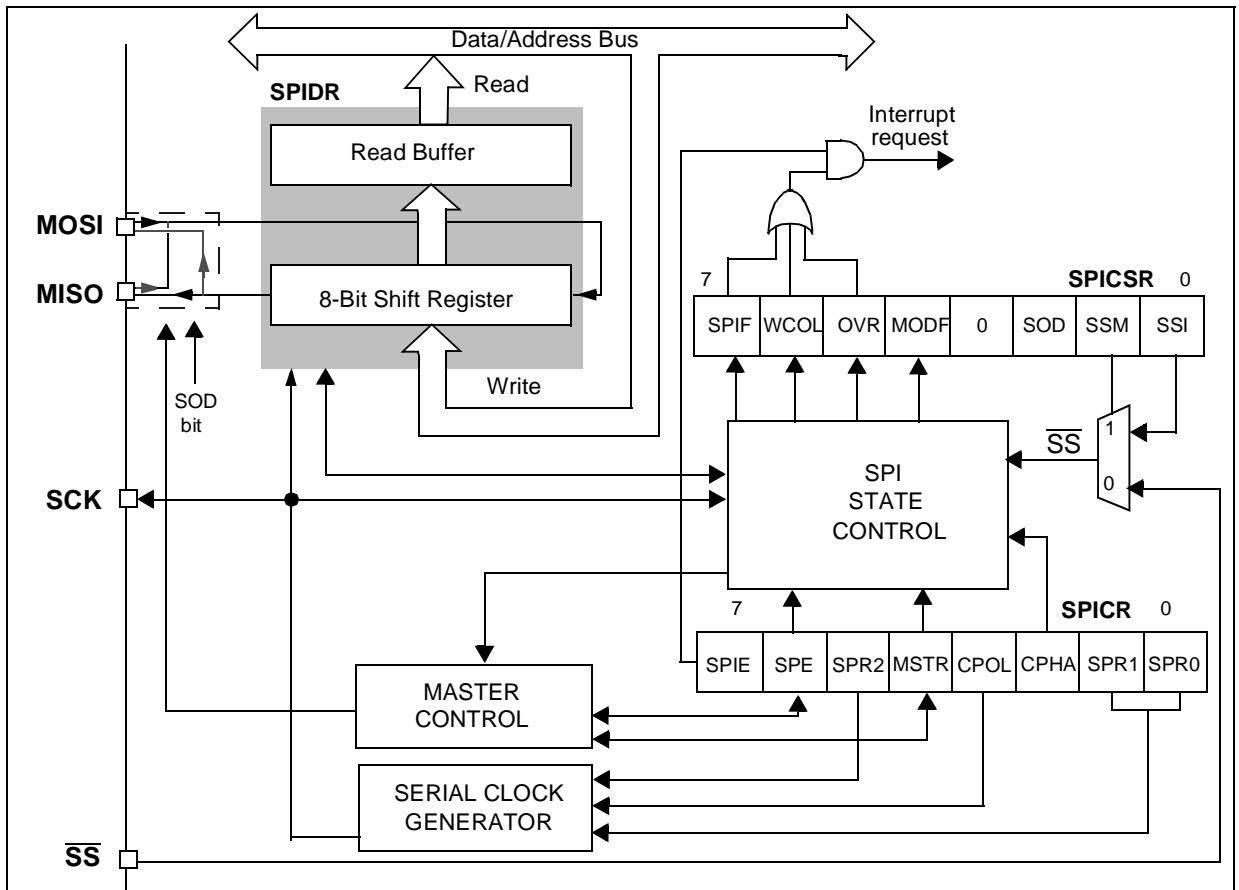 Data/Address Bus
Read
SPIDR
Read Buffer
Interrupt
request
MOSI
MISO
8-Bit Shift Register
Write
SOD
bit
7
SPICSR
0
SPIF
WCOL
OVR
MODF
0
SOD
SSM
SSI
1
0
SS
SCK
SPI
STATE
CONTROL
7
SPICR
0
SPIE
SPE
SPR2
MSTR
CPOL
CPHA
SPR1
SPR0
MASTER
CONTROL
SERIAL CLOCK
GENERATOR
SS